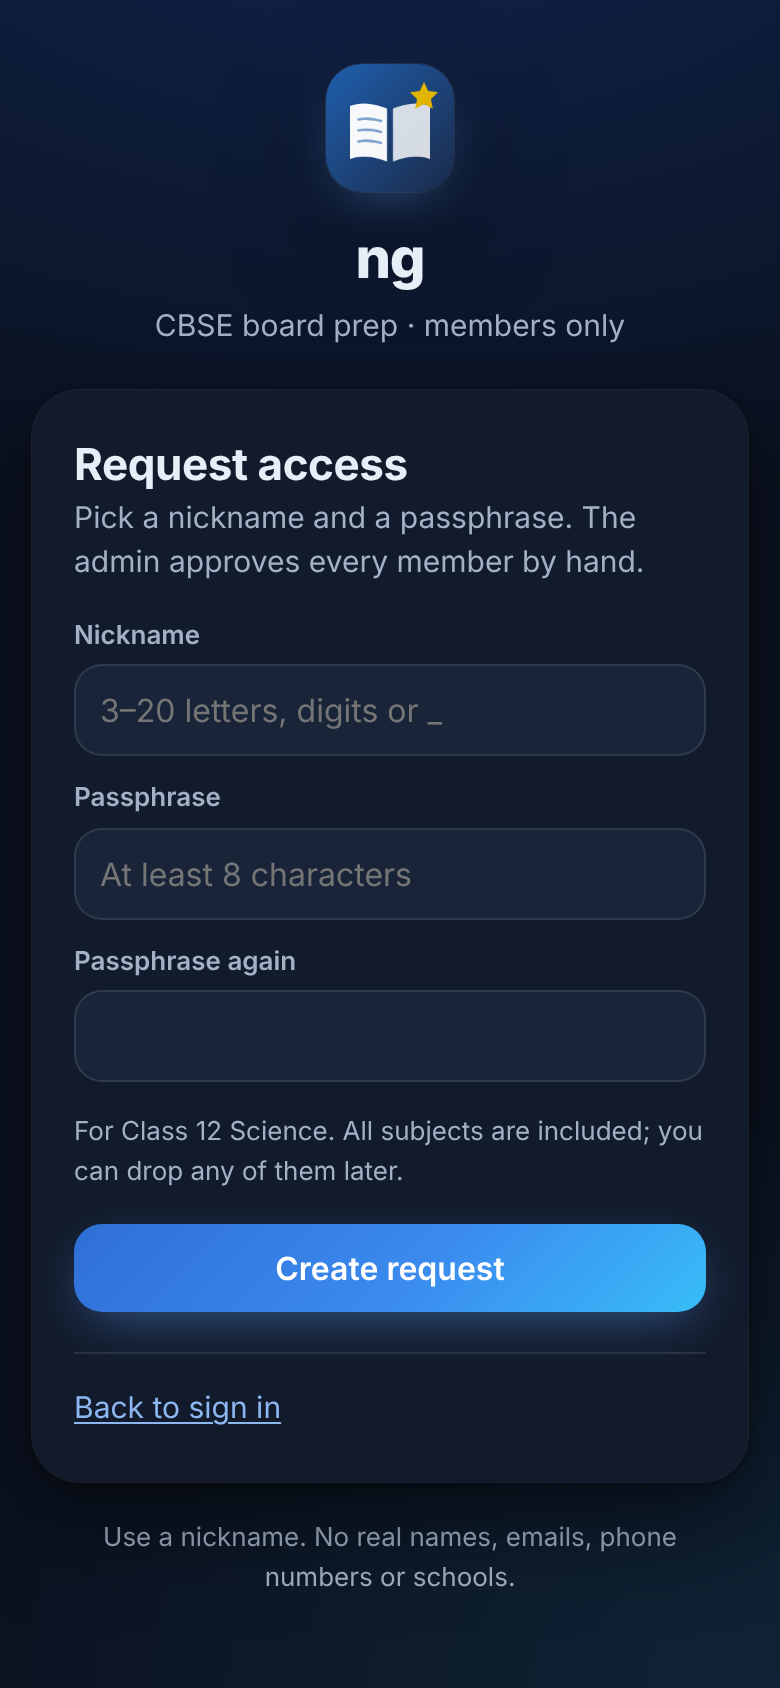 ng
CBSE board prep · members only
Request access
Pick a nickname and a passphrase. The
admin approves every member by hand.
Nickname
3–20 letters, digits or _
Passphrase
At least 8 characters
Passphrase again
For Class 12 Science. All subjects are included; you
can drop any of them later.
Create request
Back to sign in
Use a nickname. No real names, emails, phone
numbers or schools.